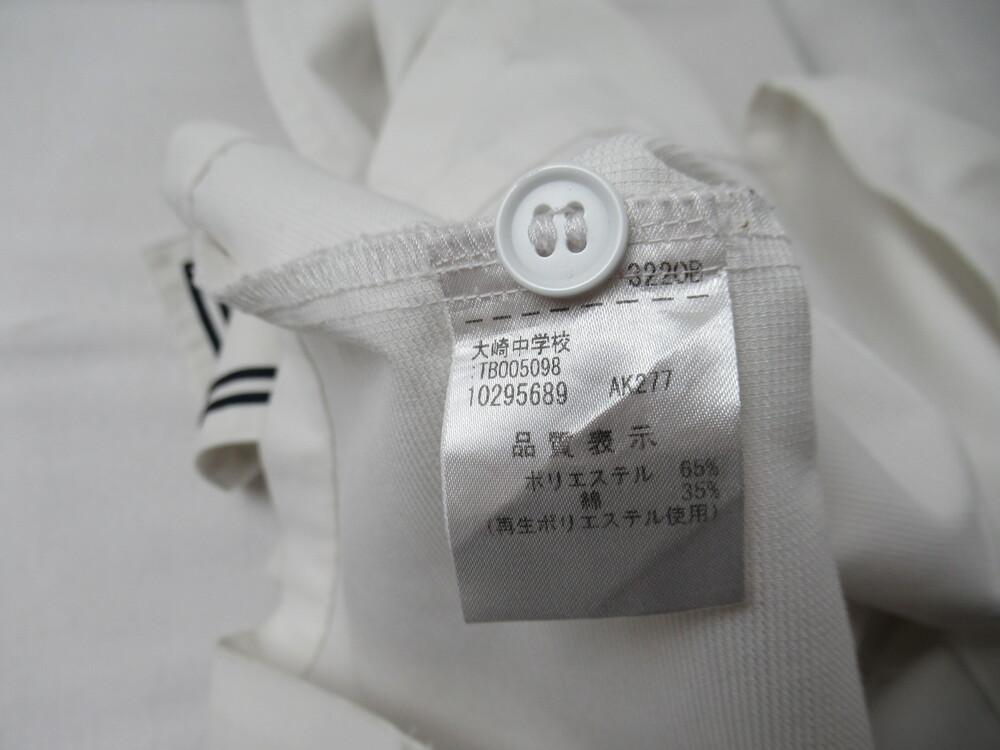 3220B
大崎中学校
:TB005098
10295689 AK277
品質表示
ポリエステル 65%
綿 35%
(再生ポリエステル使用)